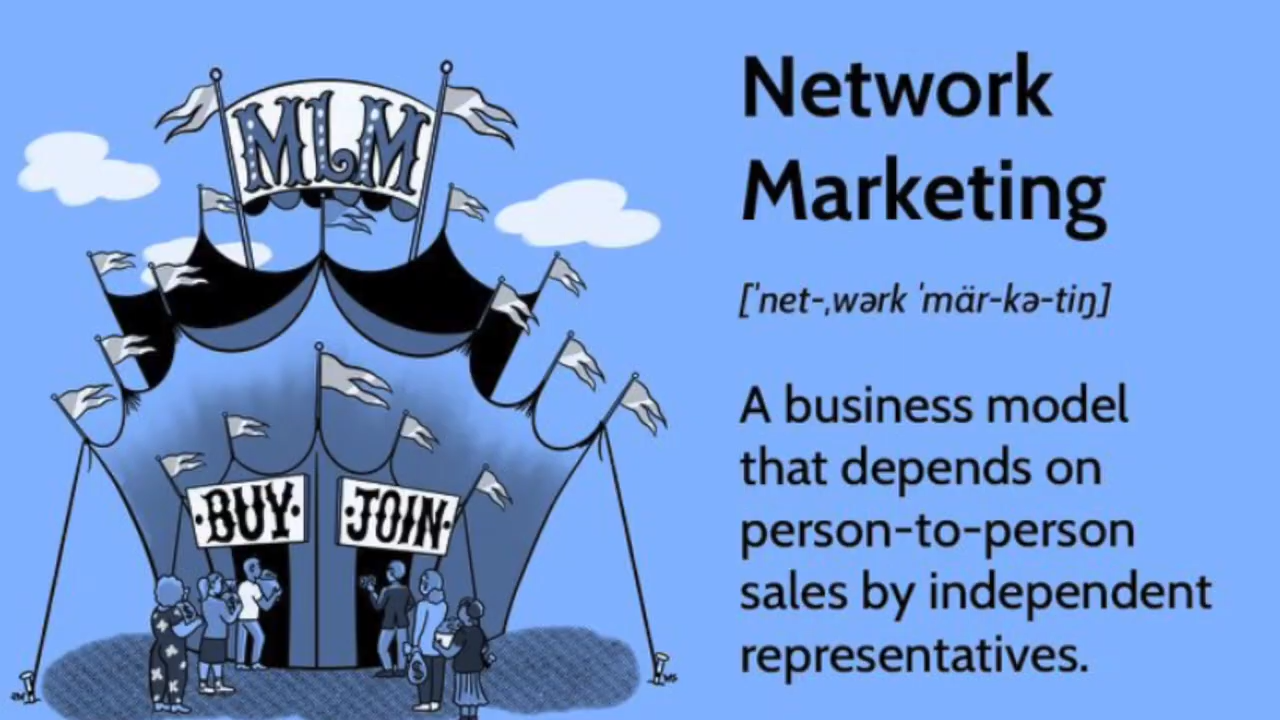 MLM
BUY
JOIN
$
Network
Marketing
[ˈnet-ˌwərk ˈmär-kə-tiŋ]
A business model
that depends on
person-to-person
sales by independent
representatives.